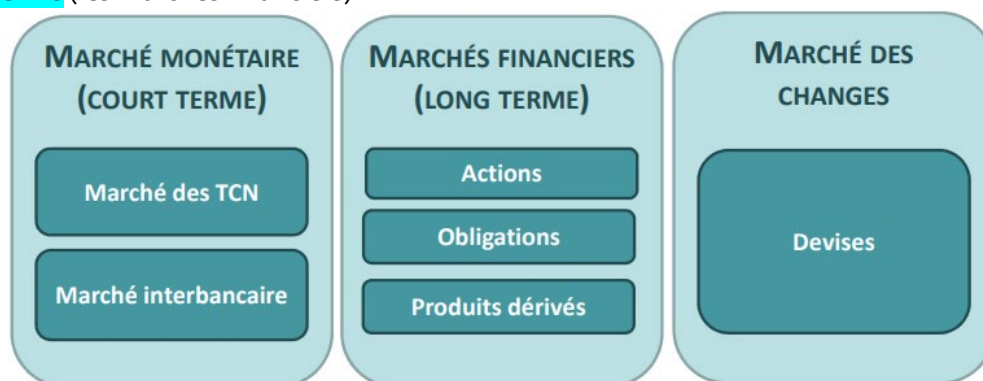 MARCHÉ MONÉTAIRE
(COURT TERME)
Marché des TCN
Marché interbancaire
MARCHÉS FINANCIERS
(LONG TERME)
Actions
Obligations
Produits dérivés
MARCHÉ DES
CHANGES
Devises